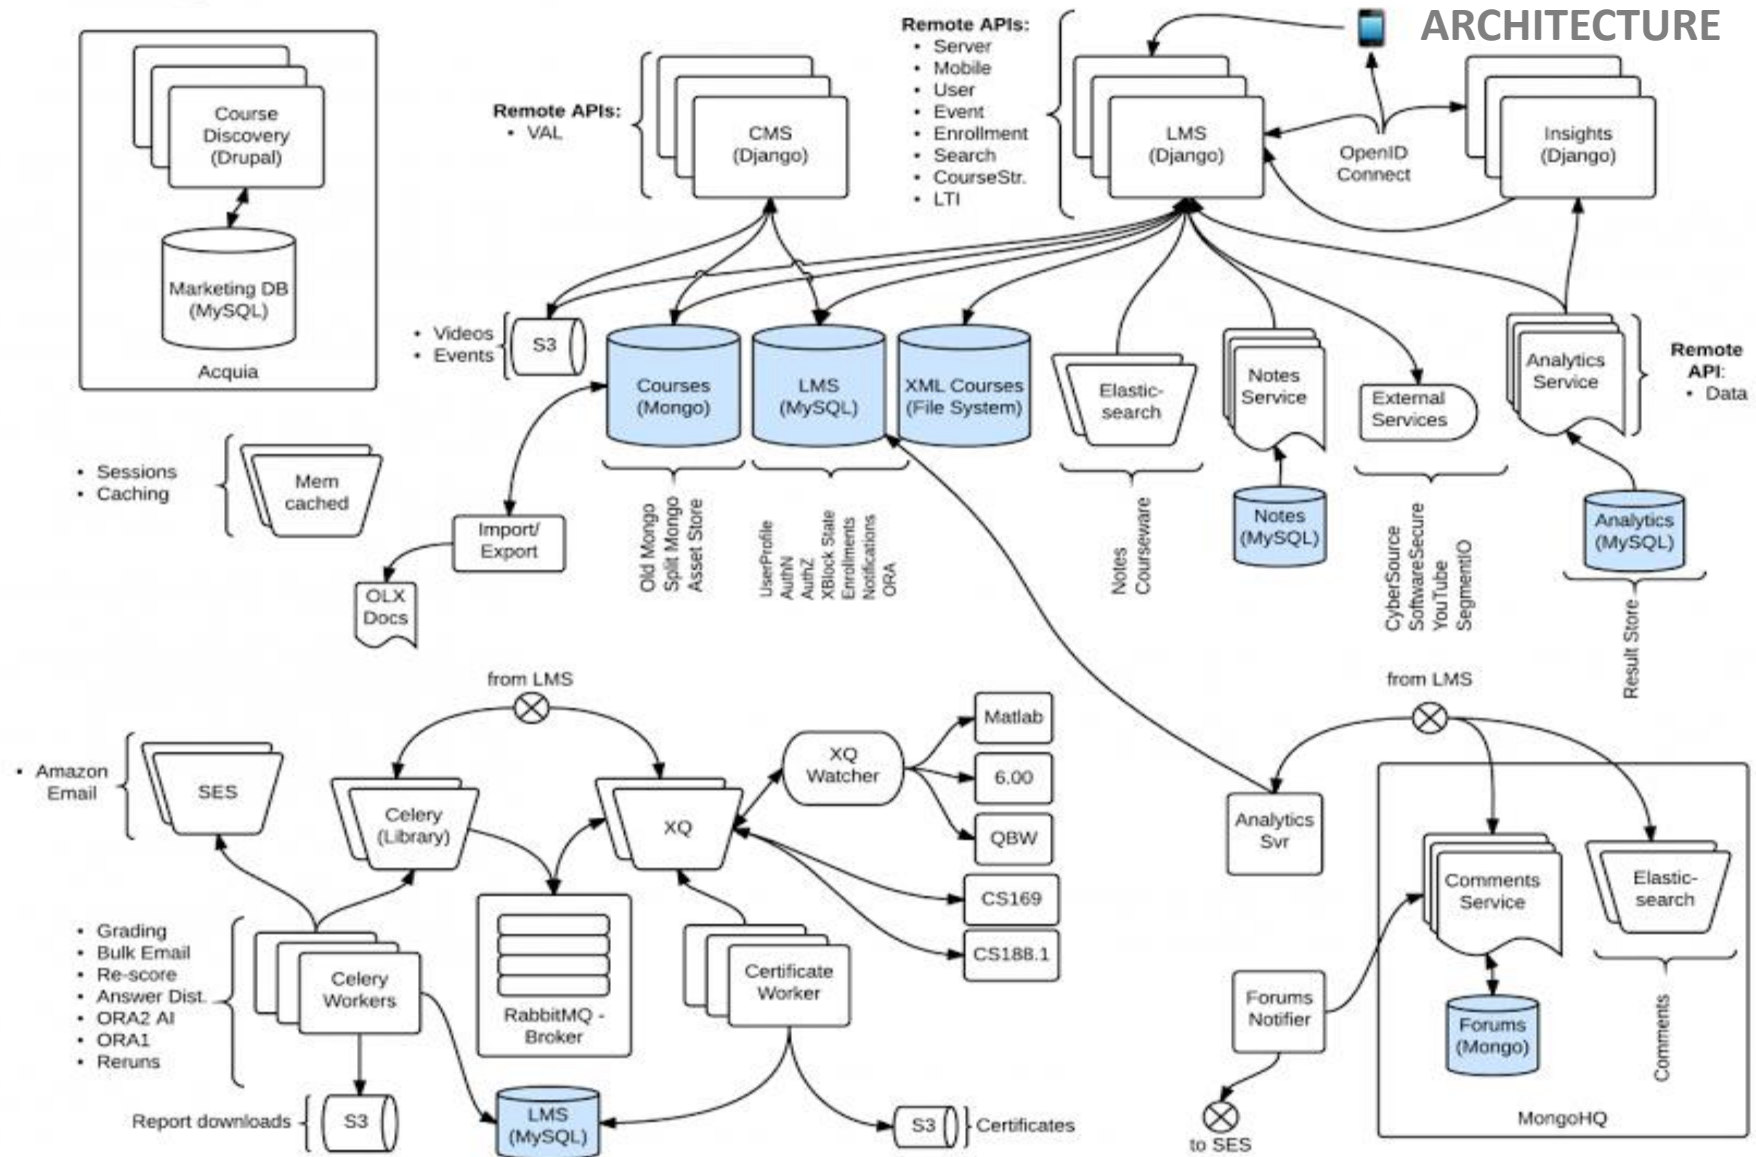 ARCHITECTURE
Course
Discovery
(Drupal)
Marketing DB
(MySQL)
Acquia
Remote APIs:
• VAL
CMS
(Django)
Remote APIs:
• Server
• Mobile
• User
• Event
• Enrollment
• Search
• CourseStr.
• LTI
LMS
(Django)
OpenID
Connect
Insights
(Django)
• Videos
• Events
S3
Courses
(Mongo)
LMS
(MySQL)
XML Courses
(File System)
Elastic-
search
Notes
Service
External
Services
Analytics
Service
Remote
API:
• Data
• Sessions
• Caching
Mem
cached
Import/
Export
OLX
Docs
Old Mongo
Split Mongo
Asset Store
UserProfile
AuthN
AuthZ
XBlock State
Enrollments
Notifications
ORA
Notes
Courseware
Notes
(MySQL)
CyberSource
SoftwareSecure
YouTube
SegmentIO
Analytics
(MySQL)
Result Store
from LMS
• Amazon
Email
SES
Celery
(Library)
XQ
XQ
Watcher
Matlab
6.00
QBW
CS169
CS188.1
• Grading
• Bulk Email
• Re-score
• Answer Dist.
• ORA2 AI
• ORA1
• Reruns
Celery
Workers
RabbitMQ -
Broker
Certificate
Worker
Report downloads
S3
LMS
(MySQL)
S3
Certificates
from LMS
Analytics
Svr
Comments
Service
Elastic-
search
Forums
Notifier
Forums
(Mongo)
Comments
to SES
MongoHQ